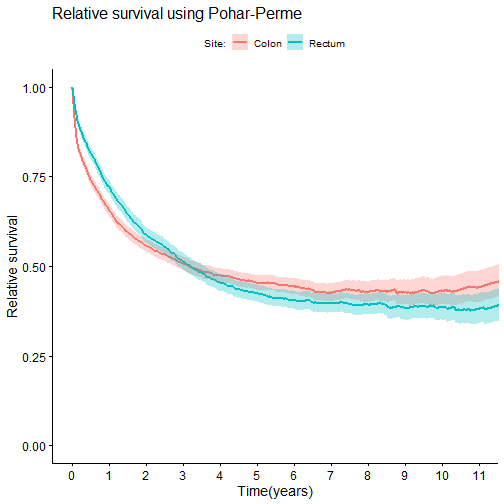 Relative survival using Pohar-Perme
Site: Colon Rectum
1.00
0.75
0.50
0.25
0.00
Relative survival
0 1 2 3 4 5 6 7 8 9 10 11
Time(years)